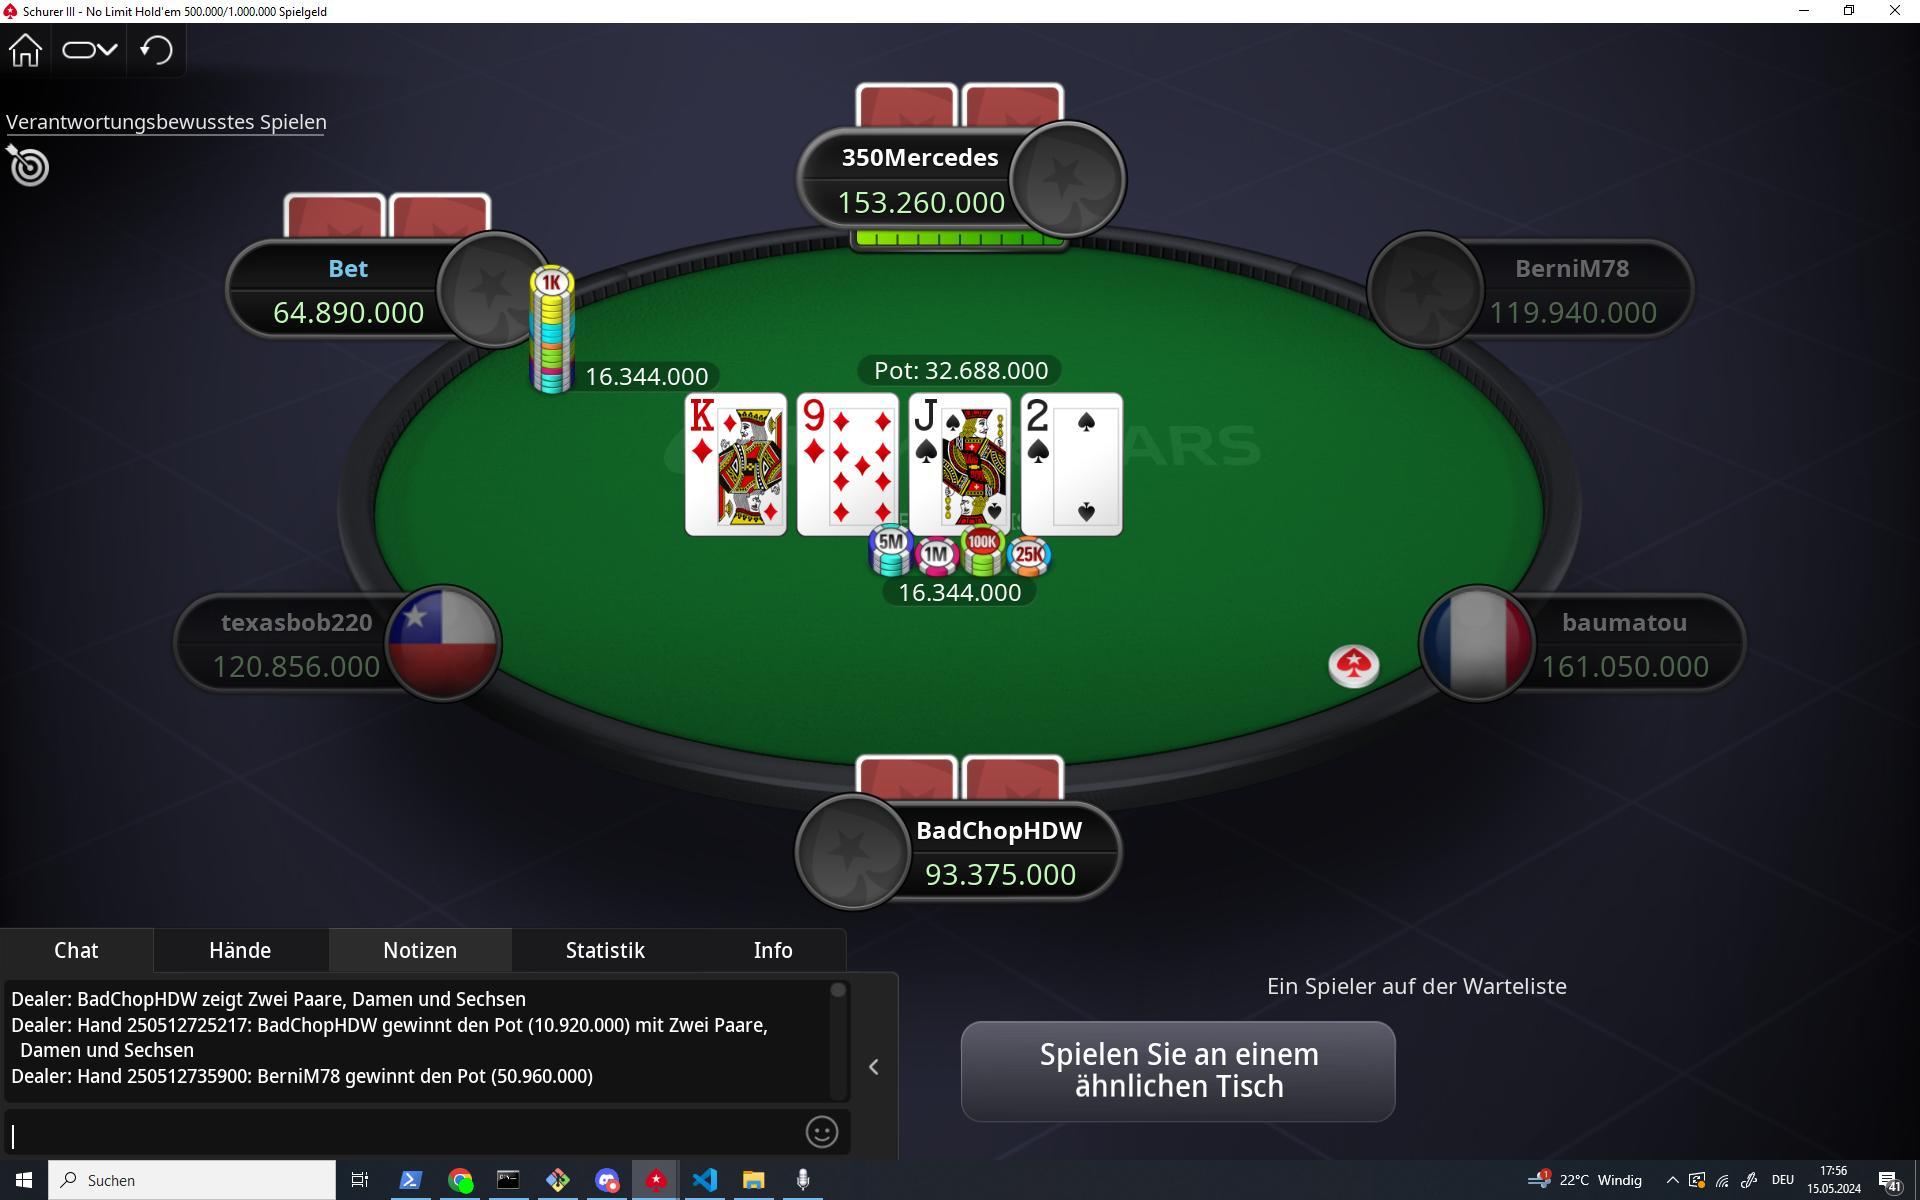 Schurer III - No Limit Hold'em 500.000/1.000.000 Spielgeld
Verantwortungsbewusstes Spielen
350Mercedes
153.260.000
Bet
64.890.000
BerniM78
119.940.000
1K
16.344.000
Pot: 32.688.000
K
9
J
2
ARS
5M
1M
100K
25K
16.344.000
texasbob220
120.856.000
baumatou
161.050.000
BadChopHDW
93.375.000
Chat
Hände
Notizen
Statistik
Info
Dealer: BadChopHDW zeigt Zwei Paare, Damen und Sechsen
Dealer: Hand 250512725217: BadChopHDW gewinnt den Pot (10.920.000) mit Zwei Paare,
Damen und Sechsen
Dealer: Hand 250512735900: BerniM78 gewinnt den Pot (50.960.000)
Ein Spieler auf der Warteliste
Spielen Sie an einem
ähnlichen Tisch
Suchen
1
22°C Windig
DEU
17:56
15.05.2024
41